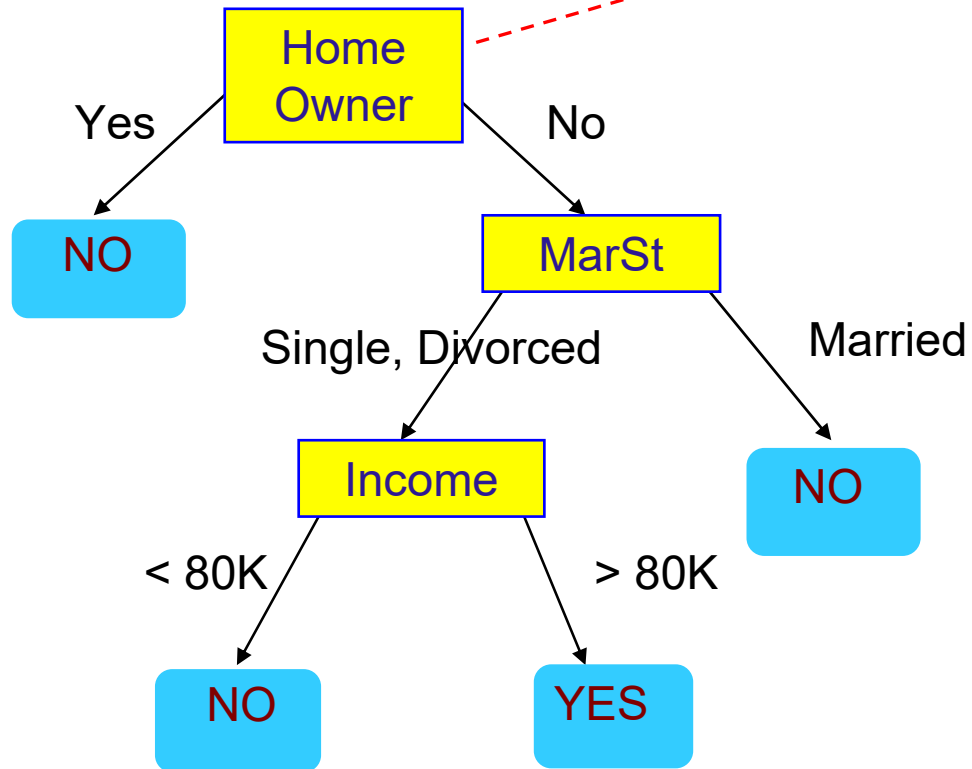 Home
Owner
Yes
No
NO
MarSt
Single, Divorced
Married
Income
NO
< 80K
> 80K
NO
YES